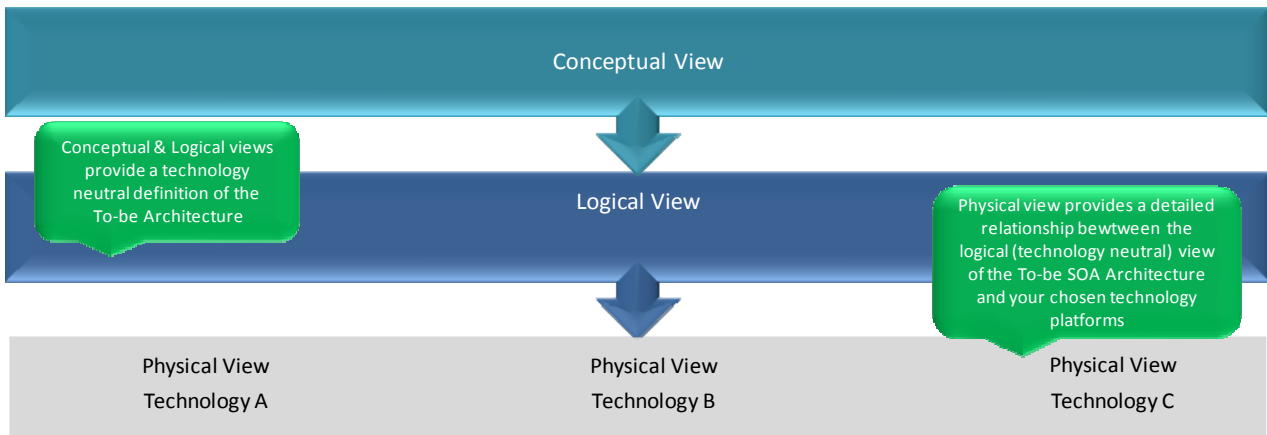 Conceptual View
Conceptual & Logical views
provide a technology
neutral definition of the
To-be Architecture
Logical View
Physical view provides a detailed
relationship bewtween the
logical (technology neutral) view
of the To-be SOA Architecture
and your chosen technology
platforms
Physical View
Technology A
Physical View
Technology B
Physical View
Technology C